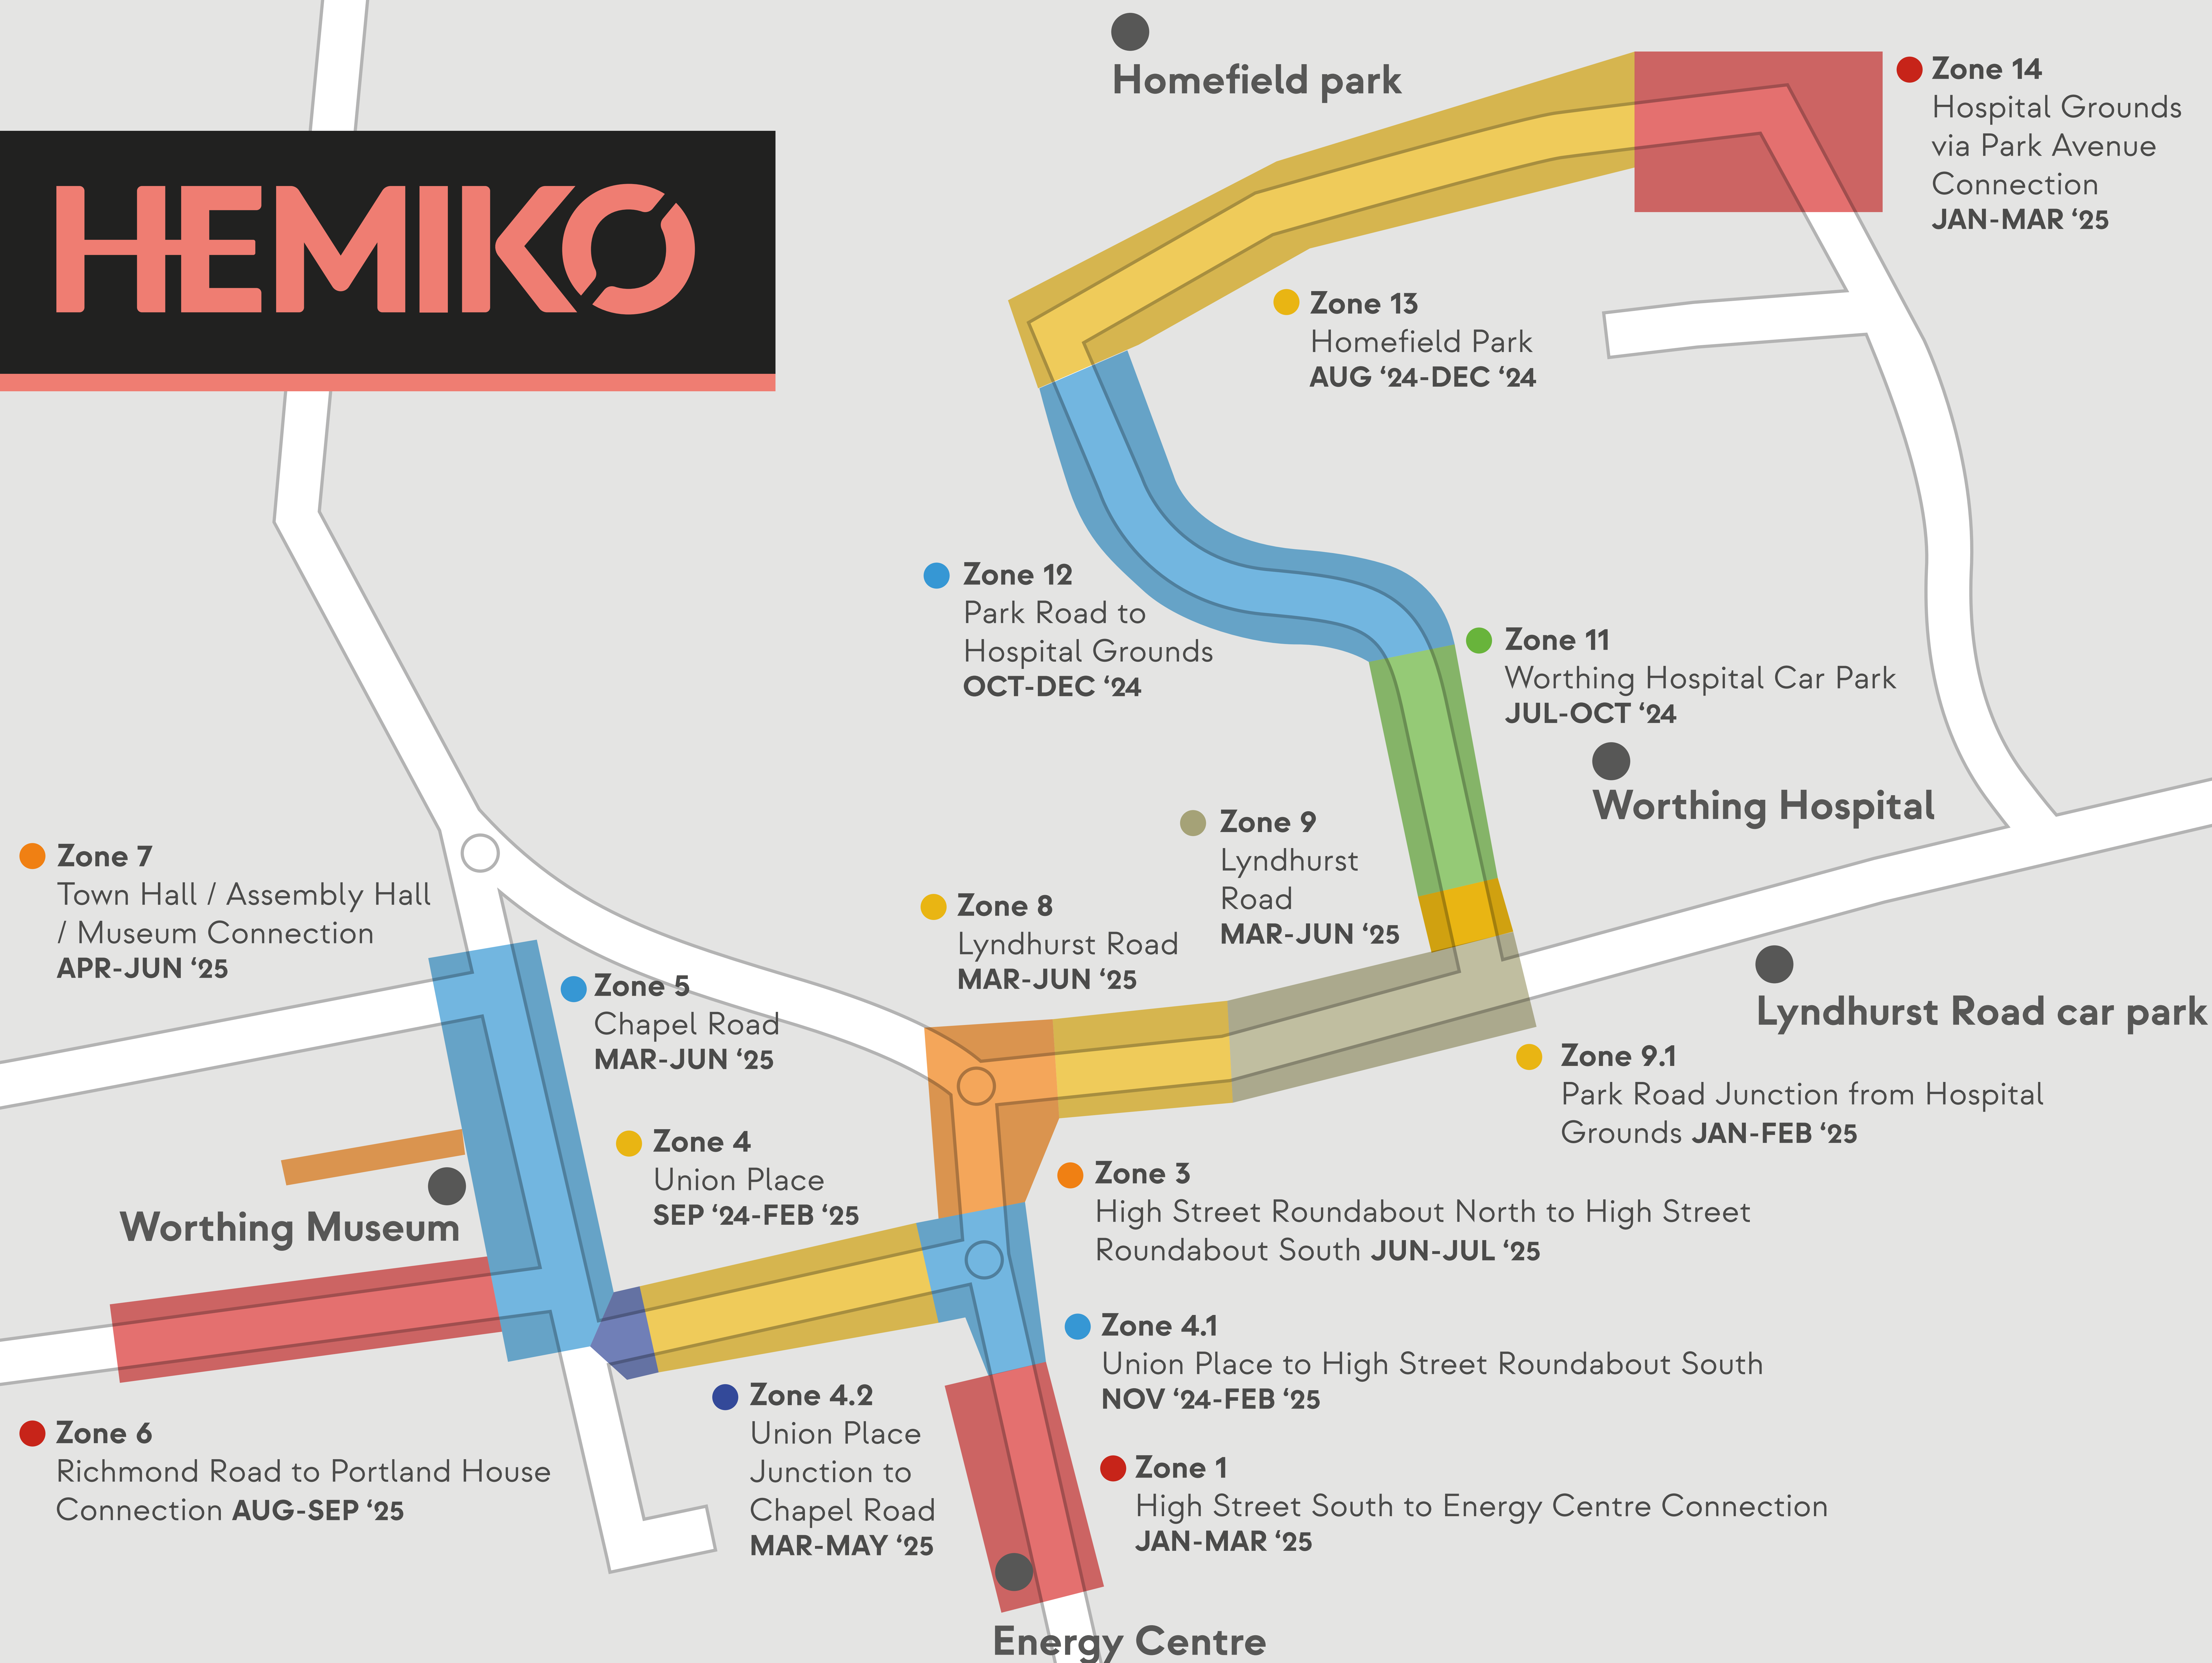 Homefield park
Zone 14
Hospital Grounds
via Park Avenue
Connection
JAN-MAR ‘25
HEMIKO
Zone 13
Homefield Park
AUG ‘24-DEC ‘24
Zone 12
Park Road to
Hospital Grounds
OCT-DEC ‘24
Zone 11
Worthing Hospital Car Park
JUL-OCT ‘24
Worthing Hospital
Zone 9
Lyndhurst
Road
MAR-JUN ‘25
Zone 8
Lyndhurst Road
MAR-JUN ‘25
Zone 7
Town Hall / Assembly Hall
/ Museum Connection
APR-JUN ‘25
Zone 5
Chapel Road
MAR-JUN ‘25
Lyndhurst Road car park
Zone 9.1
Park Road Junction from Hospital
Grounds JAN-FEB ‘25
Zone 4
Union Place
SEP ‘24-FEB ‘25
Zone 3
High Street Roundabout North to High Street
Roundabout South JUN-JUL ‘25
Worthing Museum
Zone 4.1
Union Place to High Street Roundabout South
NOV ‘24-FEB ‘25
Zone 6
Richmond Road to Portland House
Connection AUG-SEP ‘25
Zone 4.2
Union Place
Junction to
Chapel Road
MAR-MAY ‘25
Zone 1
High Street South to Energy Centre Connection
JAN-MAR ‘25
Energy Centre